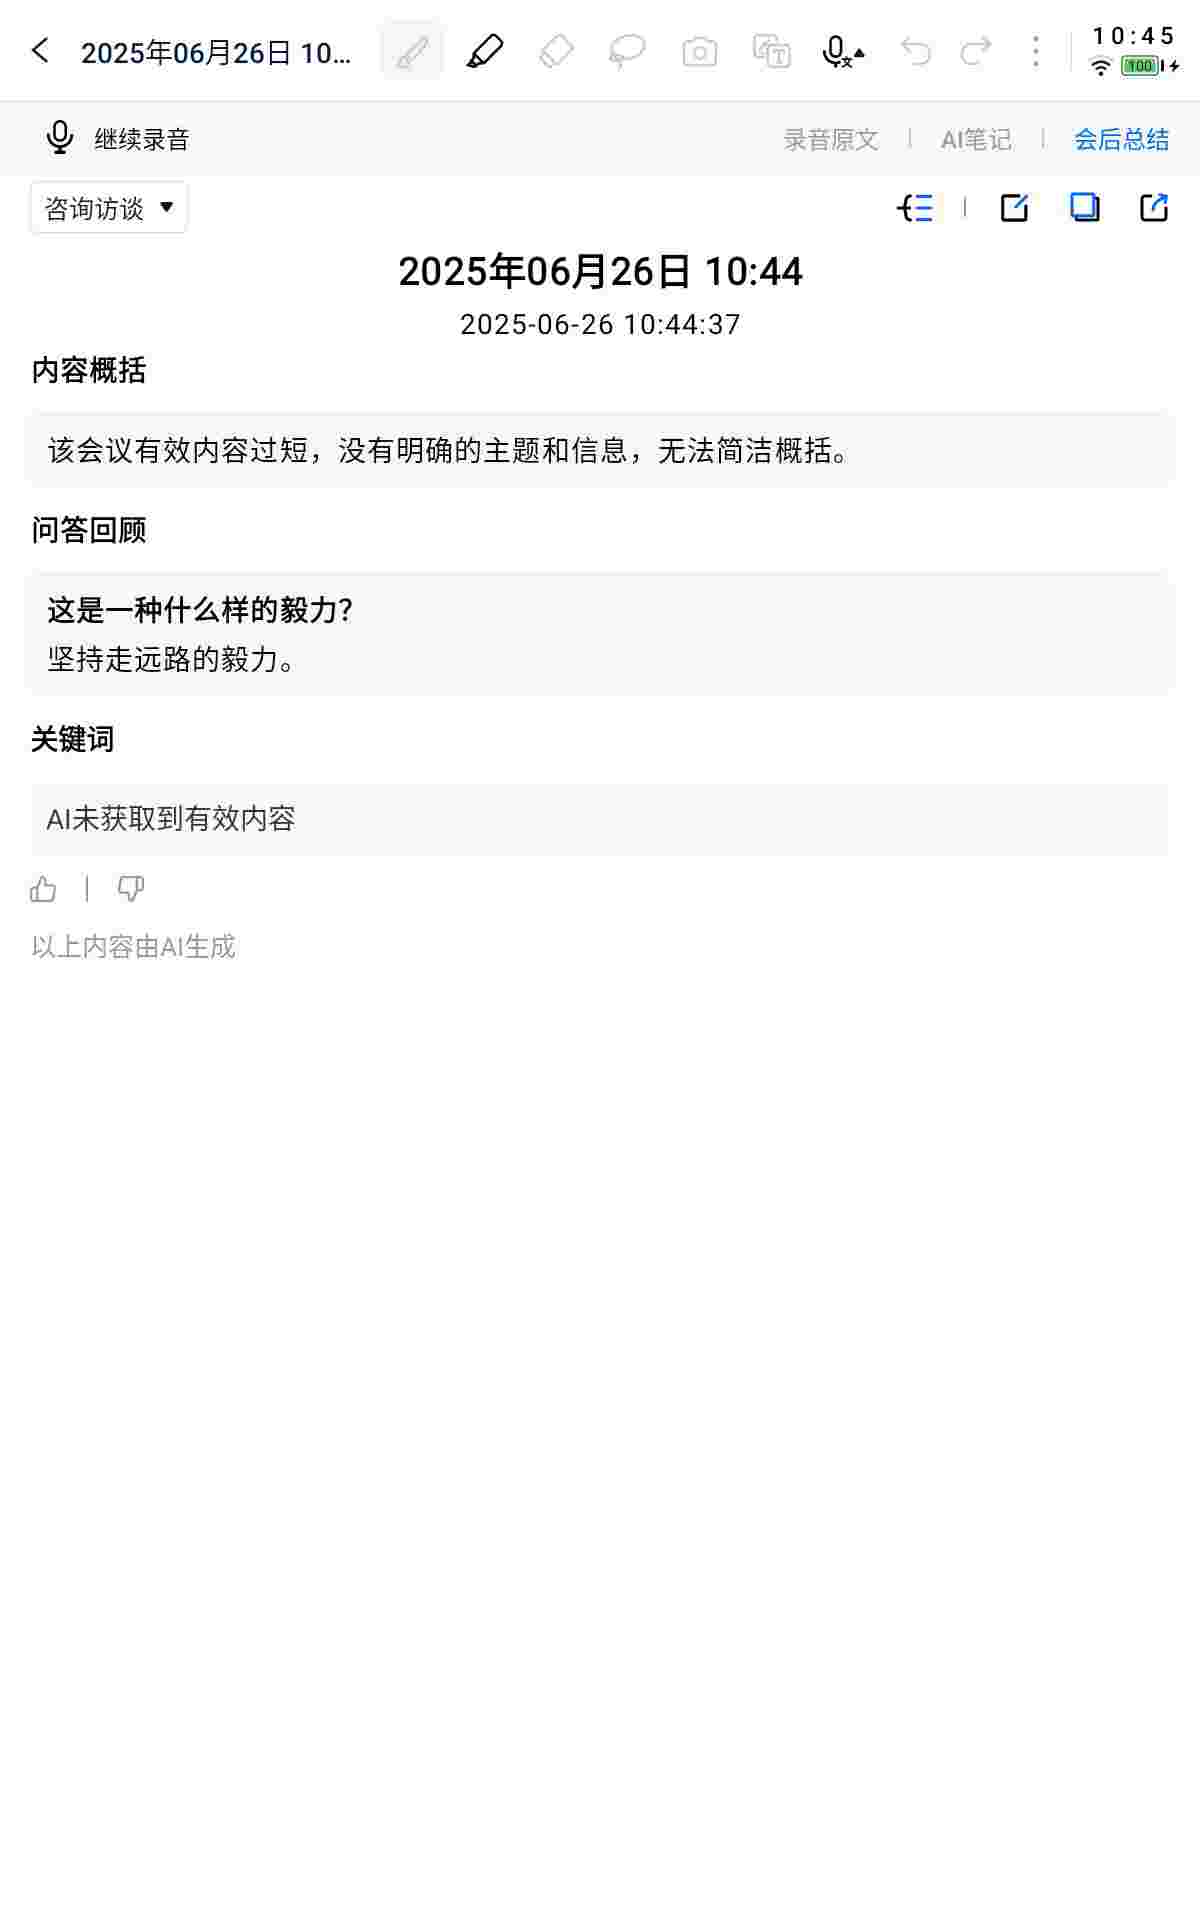 2025年06月26日 10...
10:45
100
继续录音
录音原文
AI笔记
会后总结
咨询访谈
2025年06月26日 10:44
2025-06-26 10:44:37
内容概括
该会议有效内容过短，没有明确的主题和信息，无法简洁概括。
问答回顾
这是一种什么样的毅力？
坚持走远路的毅力。
关键词
AI未获取到有效内容
以上内容由AI生成